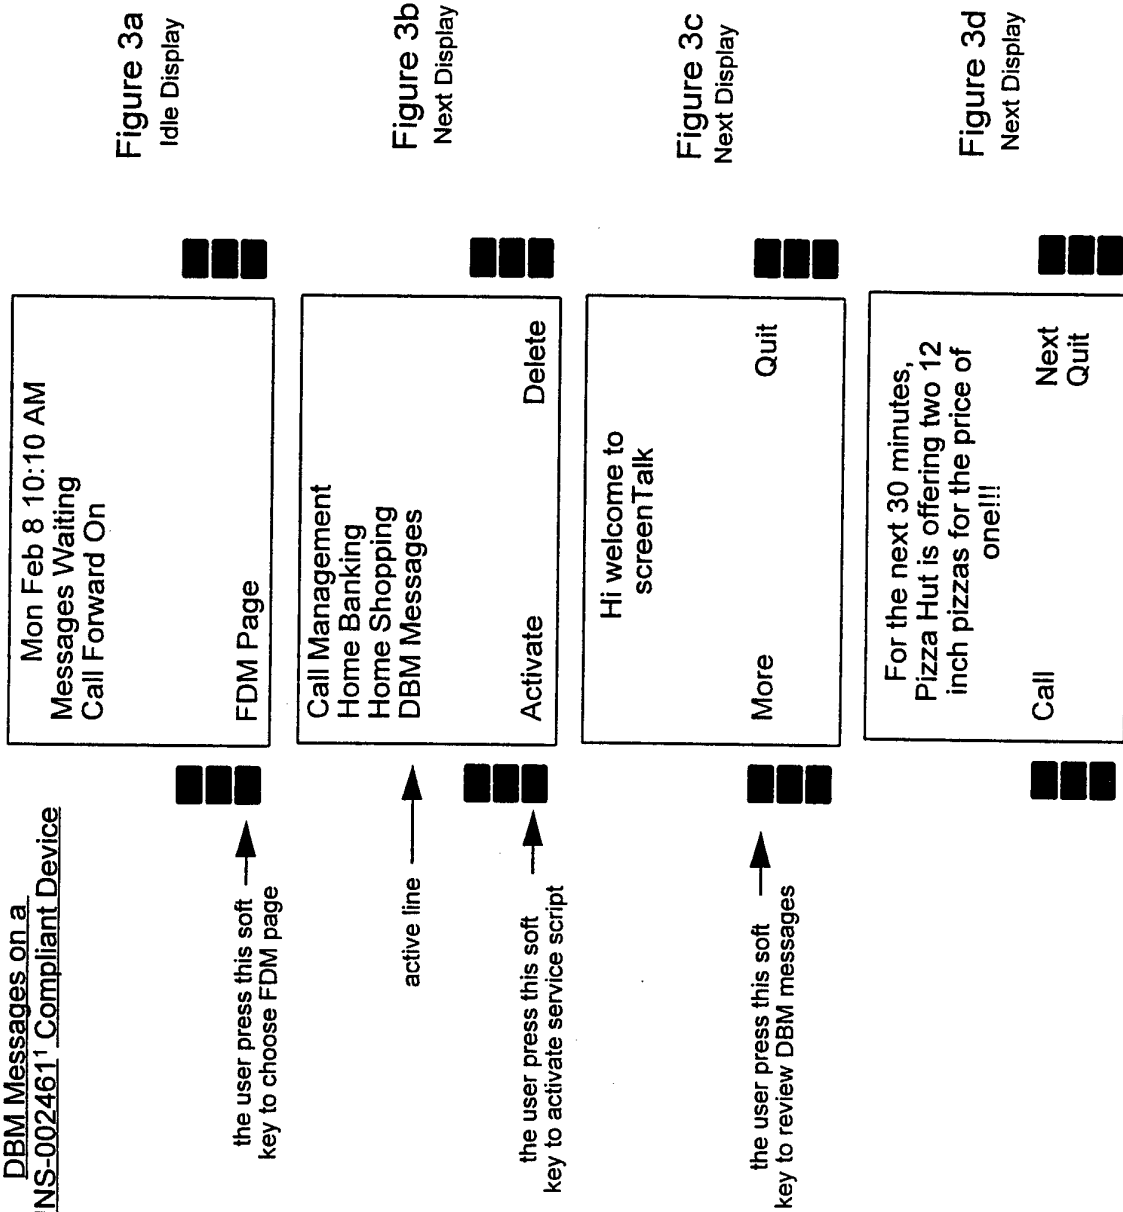 DBM Messages on a
NS-002461¹ Compliant Device
Mon Feb 8 10:10 AM
Messages Waiting
Call Forward On
FDM Page
the user press this soft
key to choose FDM page
Figure 3a
Idle Display
Call Management
Home Banking
Home Shopping
DBM Messages
Activate Delete
active line
the user press this soft
key to activate service script
Figure 3b
Next Display
Hi welcome to
screenTalk
More Quit
the user press this soft
key to review DBM messages
Figure 3c
Next Display
For the next 30 minutes,
Pizza Hut is offering two 12
inch pizzas for the price of
one!!!
Call Next
Quit
Figure 3d
Next Display